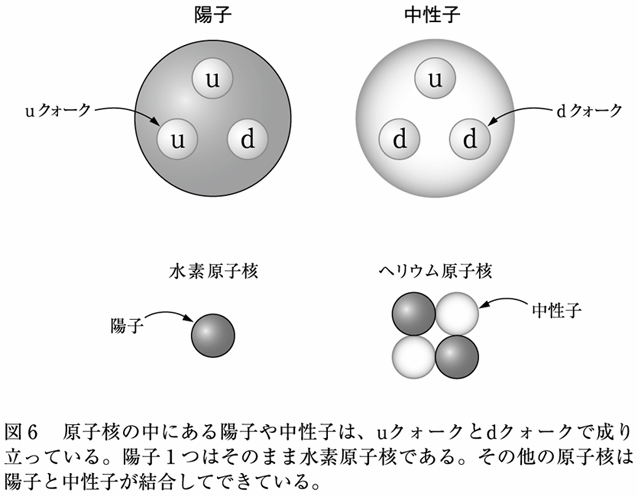 陽子
中性子
u
u
d
uクォーク
u
d
d
dクォーク
水素原子核
陽子
ヘリウム原子核
中性子
図6　原子核の中にある陽子や中性子は、uクォークとdクォークで成り
立っている。陽子1つはそのまま水素原子核である。その他の原子核は
陽子と中性子が結合してできている。